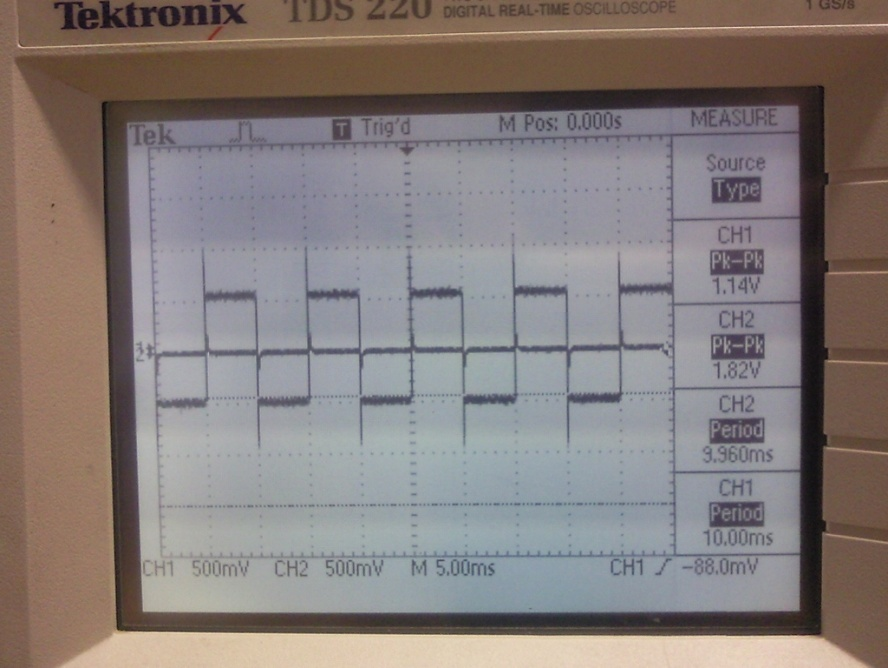 Tektronix TDS 220 DIGITAL REAL-TIME OSCILLOSCOPE 1 GS/s
Tek T Trig'd M Pos: 0.000s MEASURE
Source
Type
CH1
Pk-Pk
1.14V
CH2
Pk-Pk
1.82V
CH2
Period
9.960ms
CH1
Period
10.00ms
2
CH1 500mV CH2 500mV M 5.00ms CH1 -88.0mV